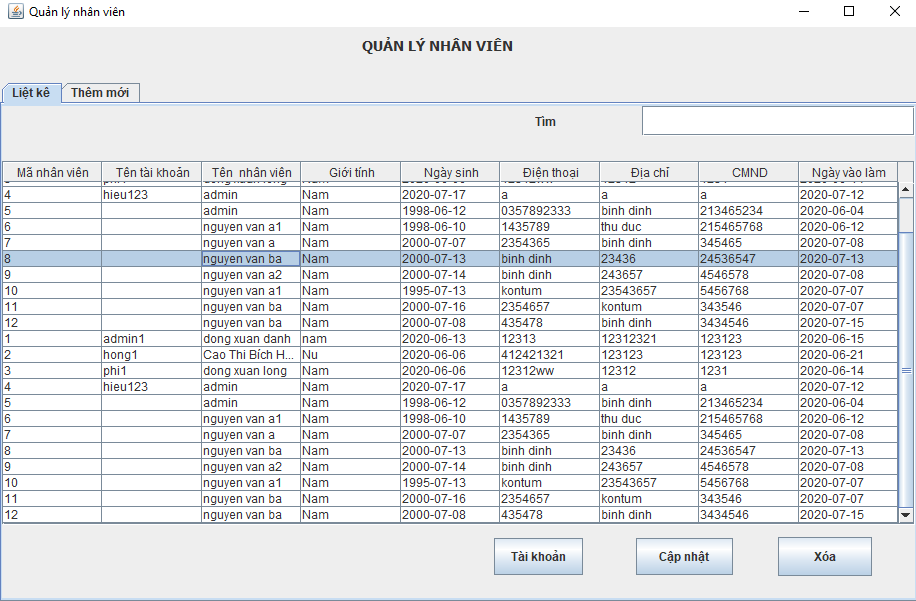 Quản lý nhân viên
QUẢN LÝ NHÂN VIÊN
Liệt kê Thêm mới
Tìm
Mã nhân viên Tên tài khoản Tên nhân viên Giới tính Ngày sinh Điện thoại Địa chỉ CMND Ngày vào làm
4 hieu123 admin Nam 2020-07-17 a a a 2020-07-12
5 admin Nam 1998-06-12 0357892333 binh dinh 213465234 2020-06-04
6 nguyen van a1 Nam 1998-06-10 1435789 thu duc 215465768 2020-06-12
7 nguyen van a Nam 2000-07-07 2354365 binh dinh 345465 2020-07-08
8 nguyen van ba Nam 2000-07-13 binh dinh 23436 24536547 2020-07-13
9 nguyen van a2 Nam 2000-07-14 binh dinh 243657 4546578 2020-07-08
10 nguyen van a1 Nam 1995-07-13 kontum 23543657 5456768 2020-07-07
11 nguyen van ba Nam 2000-07-16 2354657 kontum 343546 2020-07-07
12 nguyen van ba Nam 2000-07-08 435478 binh dinh 3434546 2020-07-15
1 admin1 dong xuan danh nam 2020-06-13 12313 12312321 123123 2020-06-15
2 hong1 Cao Thi Bích H... Nu 2020-06-06 412421321 123123 123123 2020-06-21
3 phi1 dong xuan long Nam 2020-06-06 12312ww 12312 1231 2020-06-14
4 hieu123 admin Nam 2020-07-17 a a a 2020-07-12
5 admin Nam 1998-06-12 0357892333 binh dinh 213465234 2020-06-04
6 nguyen van a1 Nam 1998-06-10 1435789 thu duc 215465768 2020-06-12
7 nguyen van a Nam 2000-07-07 2354365 binh dinh 345465 2020-07-08
8 nguyen van ba Nam 2000-07-13 binh dinh 23436 24536547 2020-07-13
9 nguyen van a2 Nam 2000-07-14 binh dinh 243657 4546578 2020-07-08
10 nguyen van a1 Nam 1995-07-13 kontum 23543657 5456768 2020-07-07
11 nguyen van ba Nam 2000-07-16 2354657 kontum 343546 2020-07-07
12 nguyen van ba Nam 2000-07-08 435478 binh dinh 3434546 2020-07-15
Tài khoản Cập nhật Xóa